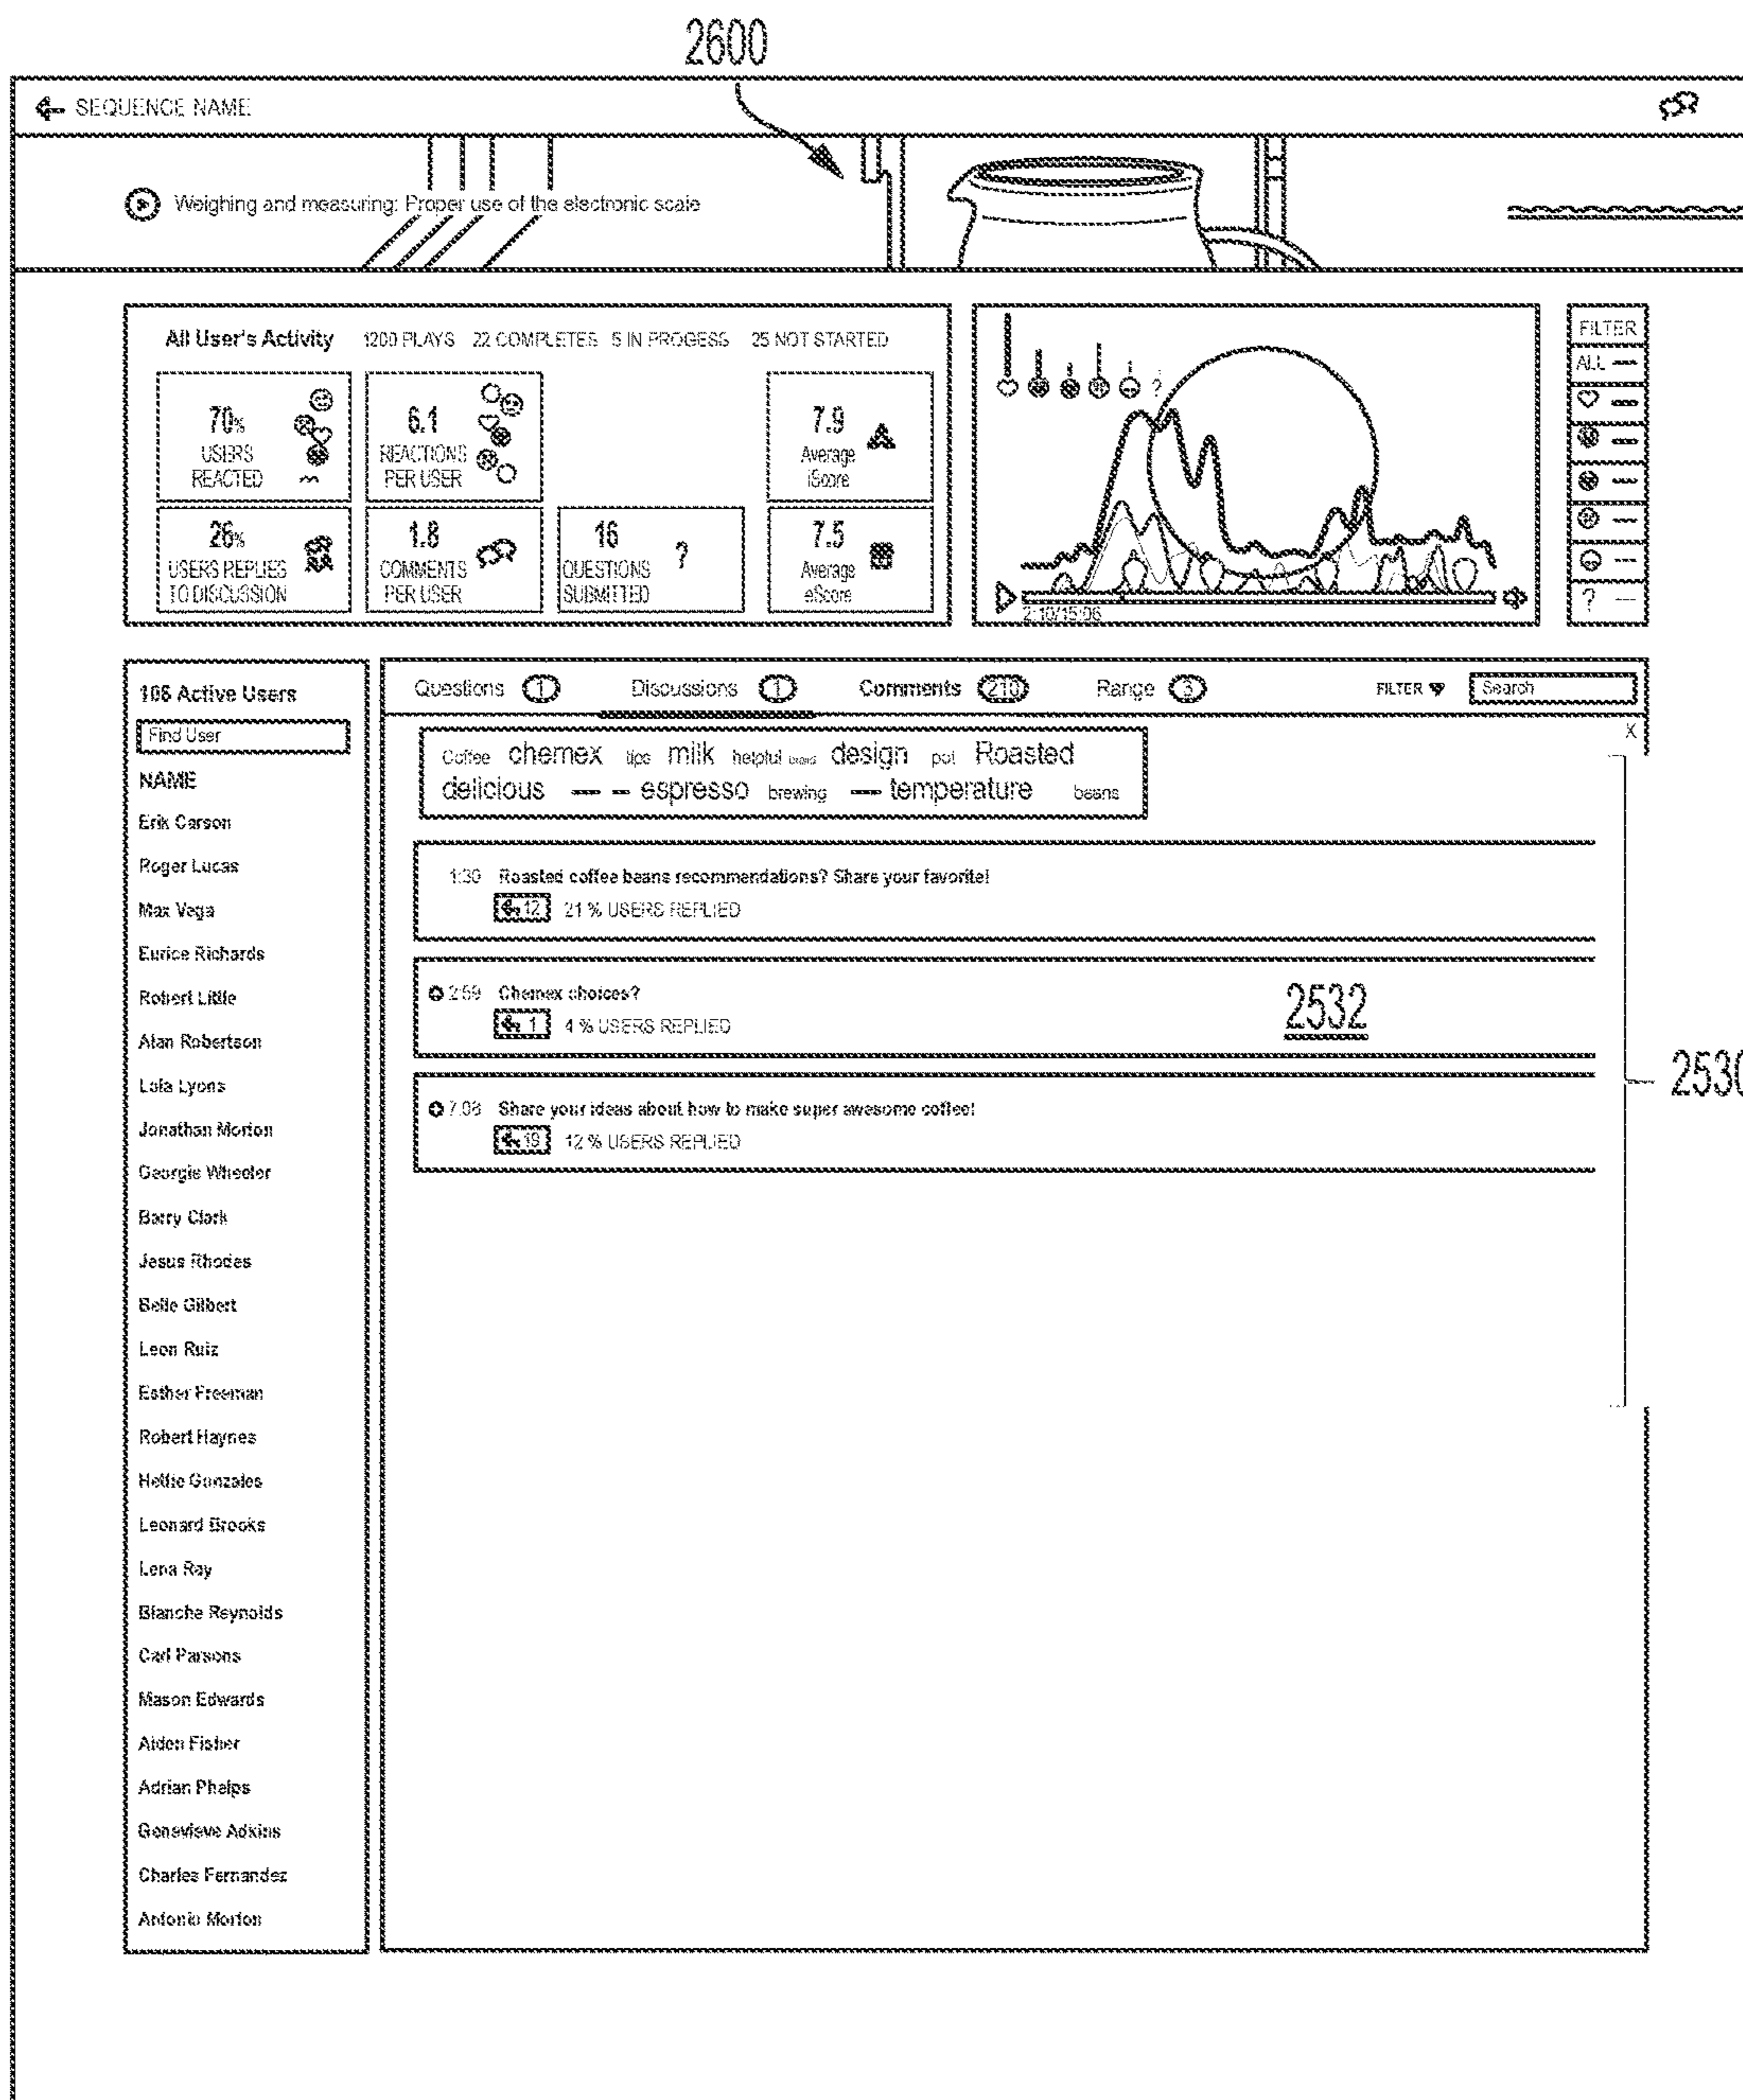 2600
SEQUENCE NAME
Weighing and measuring: Proper use of the electronic scale
All User's Activity 1200 PLAYS 22 COMPLETES 5 IN PROGESS 25 NOT STARTED
70% USERS REACTED
6.1 REACTIONS PER USER
7.9 Average iScore
26% USERS REPLIES TO DISCUSSION
1.8 COMMENTS PER USER
16 QUESTIONS SUBMITTED ?
7.5 Average eScore
?
2:10/15:06
FILTER
ALL
?
106 Active Users
Find User
NAME
Erik Carson
Roger Lucas
Max Vega
Eunice Richards
Robert Little
Alan Robertson
Lola Lyons
Jonathan Morton
Georgie Wheeler
Barry Clark
Jesus Rhodes
Belle Gilbert
Leon Ruiz
Esther Freeman
Robert Haynes
Hettie Gonzales
Leonard Brooks
Lena Ray
Blanche Reynolds
Carl Parsons
Mason Edwards
Aiden Fisher
Adrian Phelps
Genevieve Adkins
Charles Fernandez
Antonio Morton
Questions 1 Discussions 1 Comments 210 Range 3 FILTER Search
X
Coffee chemex tips milk helpful design pot Roasted
delicious espresso brewing temperature beans
1:30 Roasted coffee beans recommendations? Share your favorite!
12 21 % USERS REPLIED
2:59 Chemex choices?
1 4 % USERS REPLIED
2532
7:08 Share your ideas about how to make super awesome coffee!
19 12 % USERS REPLIED
2530